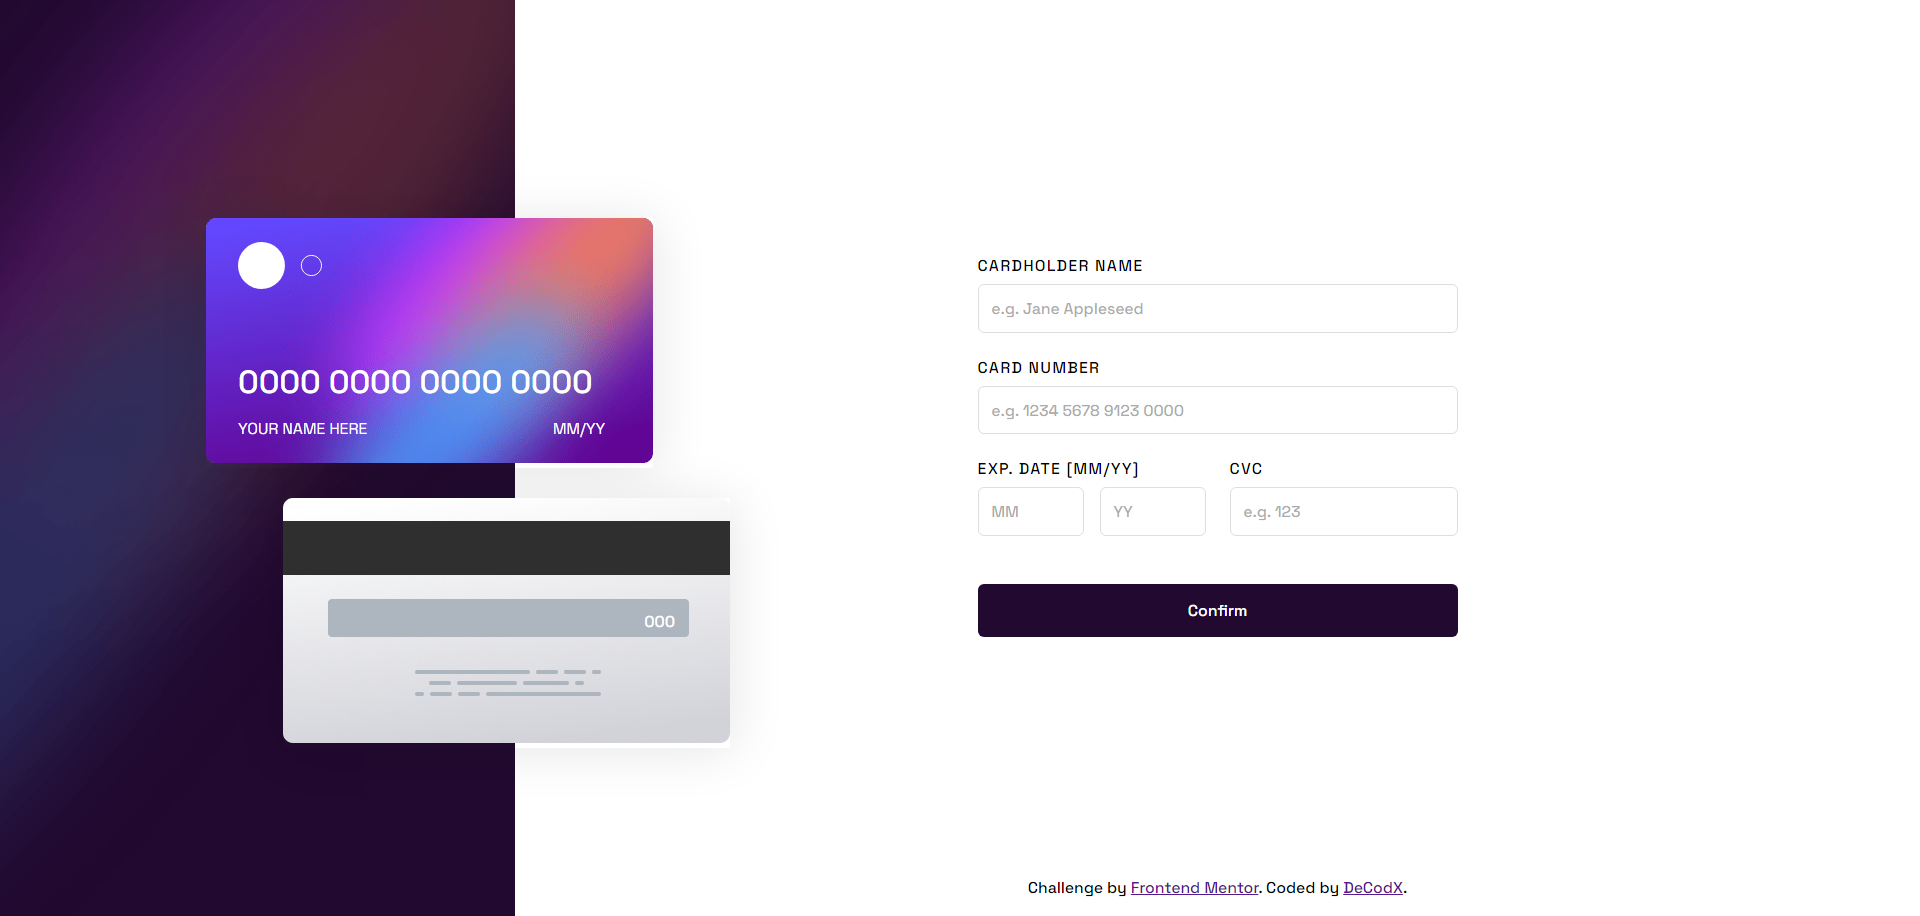 0000 0000 0000 0000
YOUR NAME HERE MM/YY
000
CARDHOLDER NAME
e.g. Jane Appleseed
CARD NUMBER
e.g. 1234 5678 9123 0000
EXP. DATE [MM/YY] CVC
MM YY e.g. 123
Confirm
Challenge by Frontend Mentor. Coded by DeCodX.